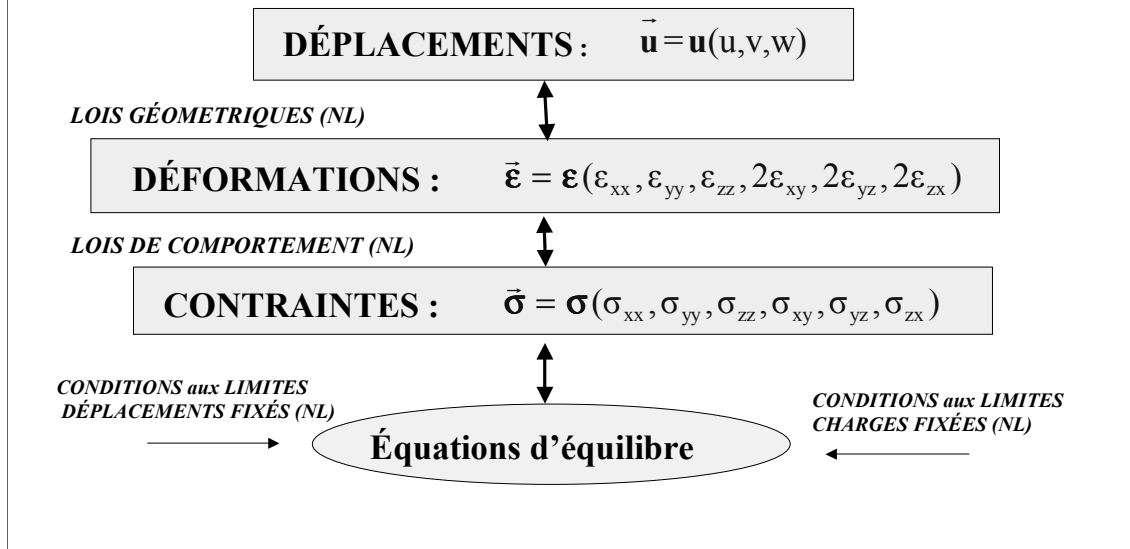 DÉPLACEMENTS : u⃗=u(u,v,w)
LOIS GÉOMETRIQUES (NL)
DÉFORMATIONS : ε⃗ = ε(εxx,εyy,εzz,2εxy,2εyz,2εzx)
LOIS DE COMPORTEMENT (NL)
CONTRAINTES : σ⃗ = σ(σxx,σyy,σzz,σxy,σyz,σzx)
CONDITIONS aux LIMITES
DÉPLACEMENTS FIXÉS (NL)
CONDITIONS aux LIMITES
CHARGES FIXÉES (NL)
Équations d’équilibre